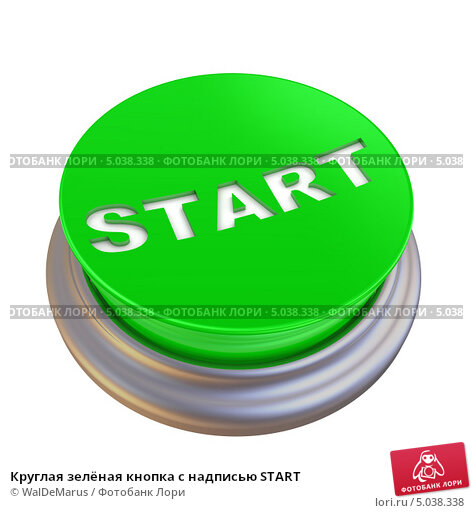 ФОТОБАНК ЛОРИ · 5.038.338 · ФОТОБАНК ЛОРИ · 5.038.338 · ФОТОБАНК ЛОРИ · 5.038
START
ФОТОБАНК ЛОРИ · 5.038.338 · ФОТОБАНК ЛОРИ · 5.038.338 · ФОТОБАНК ЛОРИ · 5.038
Круглая зелёная кнопка с надписью START
© WalDeMarus / Фотобанк Лори
ФОТОБАНК ЛОРИ
lori.ru/5.038.338